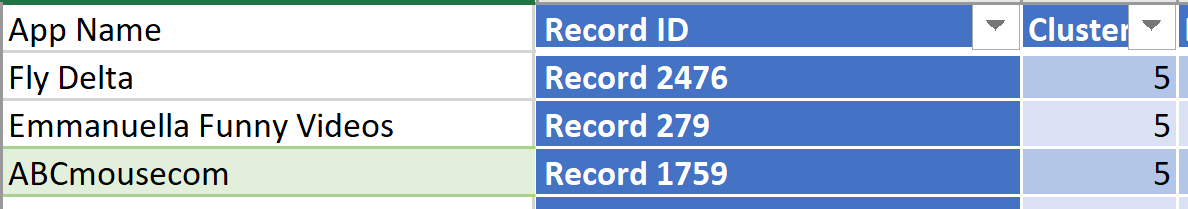 App Name Record ID Cluster
Fly Delta Record 2476 5
Emmanuella Funny Videos Record 279 5
ABCmousecom Record 1759 5